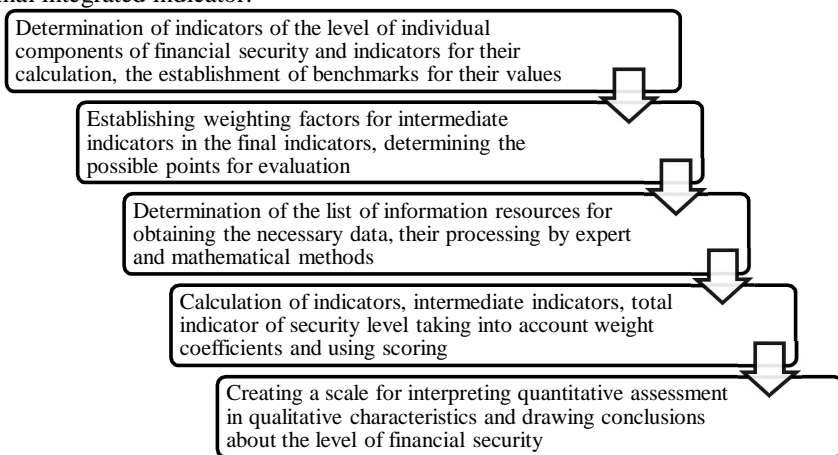 Determination of indicators of the level of individual
components of financial security and indicators for their
calculation, the establishment of benchmarks for their values
Establishing weighting factors for intermediate
indicators in the final indicators, determining the
possible points for evaluation
Determination of the list of information resources for
obtaining the necessary data, their processing by expert
and mathematical methods
Calculation of indicators, intermediate indicators, total
indicator of security level taking into account weight
coefficients and using scoring
Creating a scale for interpreting quantitative assessment
in qualitative characteristics and drawing conclusions
about the level of financial security